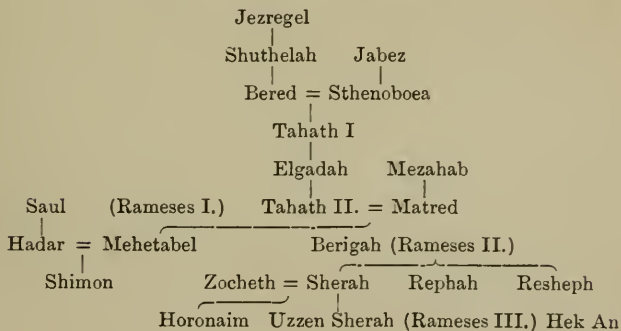 Jezregel
Shuthelah Jabez
Bered = Sthenoboea
Tahath I
Elgadah Mezahab
Saul (Rameses I.) Tahath II. = Matred
Hadar = Mehetabel Berigah (Rameses II.)
Shimon Zocheth = Sherah Rephah Resheph
Horonaim Uzzen Sherah (Rameses III.) Hek An